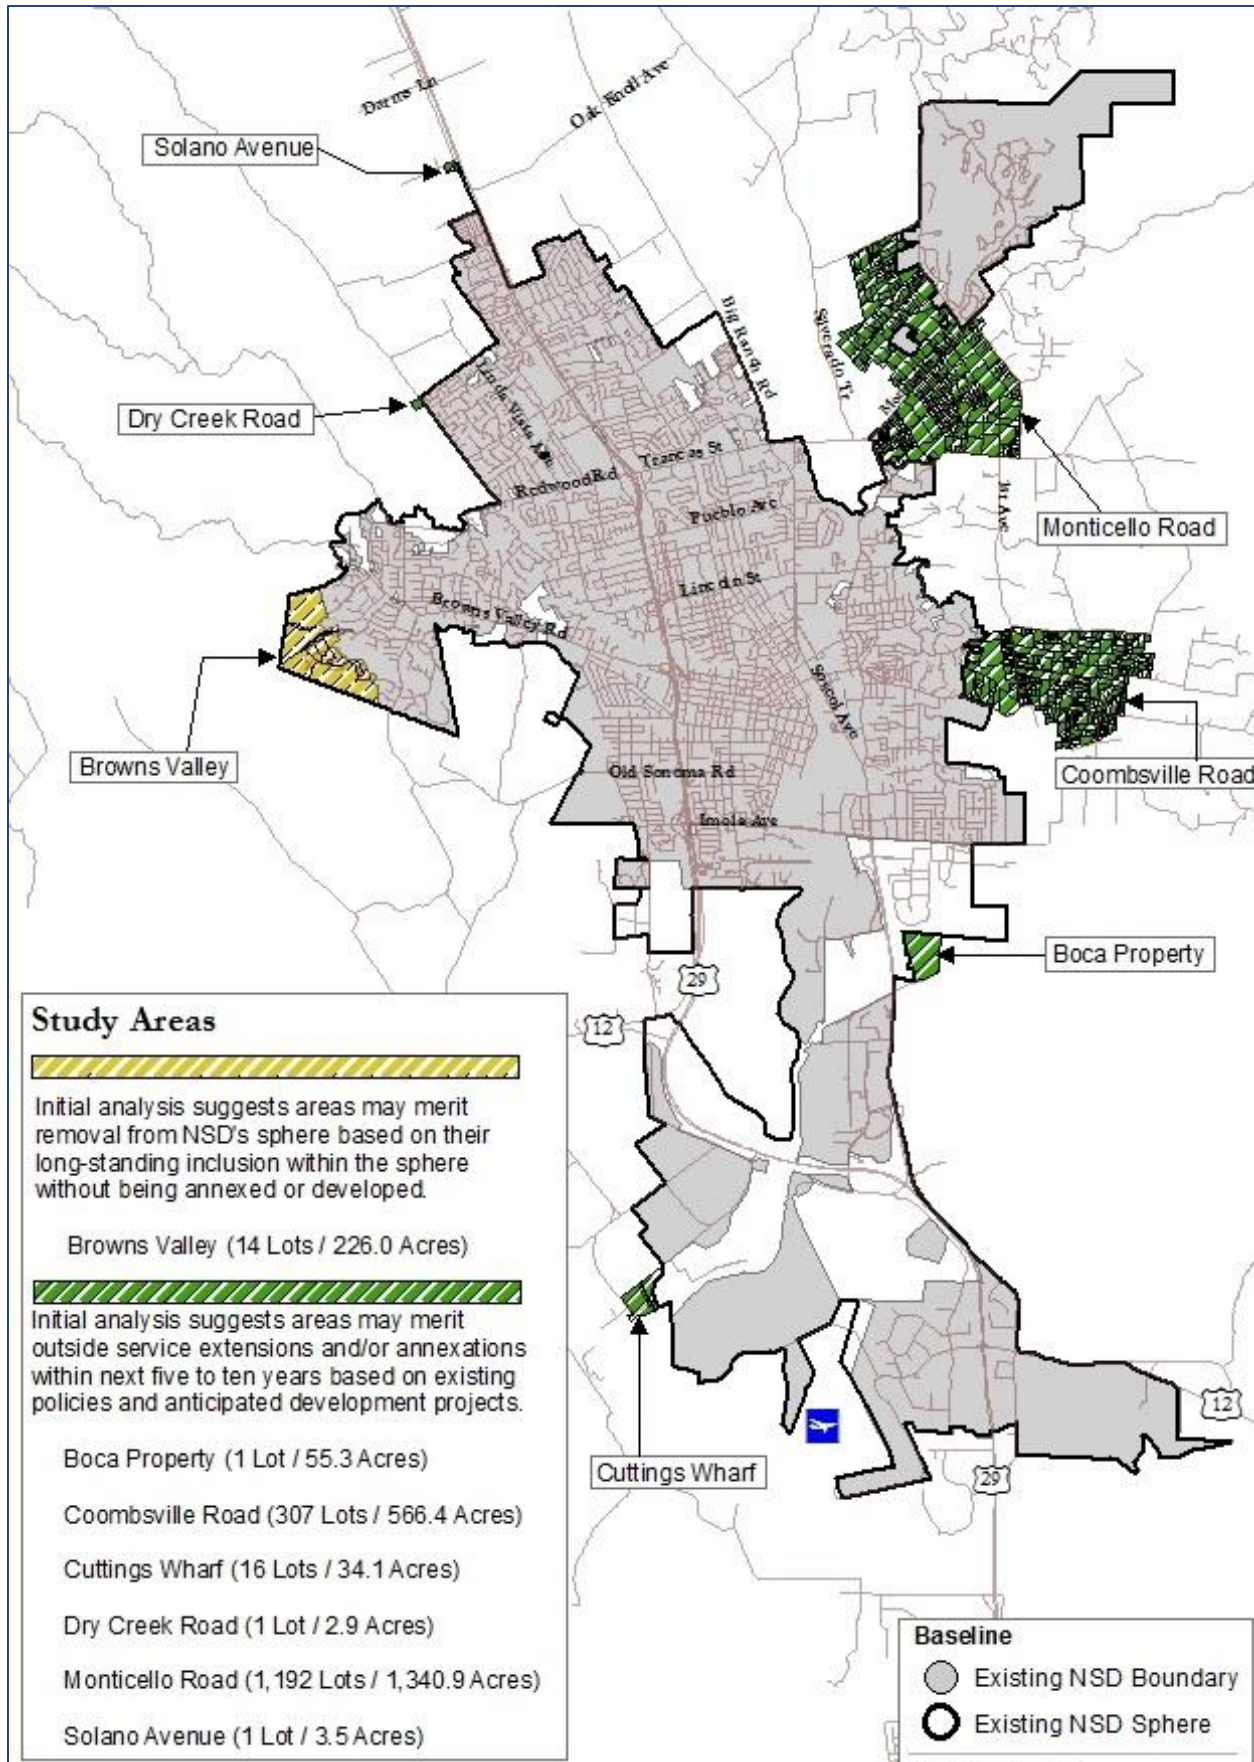 Darms Ln
Oak Knoll Ave
Solano Avenue
Big Ranch Rd
Silverado Tr
Linda Vista Ave
Dry Creek Road
Trancas St
Redwood Rd
Pueblo Ave
Monticello Road
Lincoln St
Browns Valley Rd
Soscol Ave
Browns Valley
Old Sonoma Rd
Coombsville Road
Imola Ave
Boca Property
29
12
Study Areas
Initial analysis suggests areas may merit
removal from NSD's sphere based on their
long-standing inclusion within the sphere
without being annexed or developed.
Browns Valley (14 Lots / 226.0 Acres)
Initial analysis suggests areas may merit
outside service extensions and/or annexations
within next five to ten years based on existing
policies and anticipated development projects.
Boca Property (1 Lot / 55.3 Acres)
Coombsville Road (307 Lots / 566.4 Acres)
Cuttings Wharf (16 Lots / 34.1 Acres)
Dry Creek Road (1 Lot / 2.9 Acres)
Monticello Road (1,192 Lots / 1,340.9 Acres)
Solano Avenue (1 Lot / 3.5 Acres)
12
Cuttings Wharf
29
Baseline
Existing NSD Boundary
Existing NSD Sphere